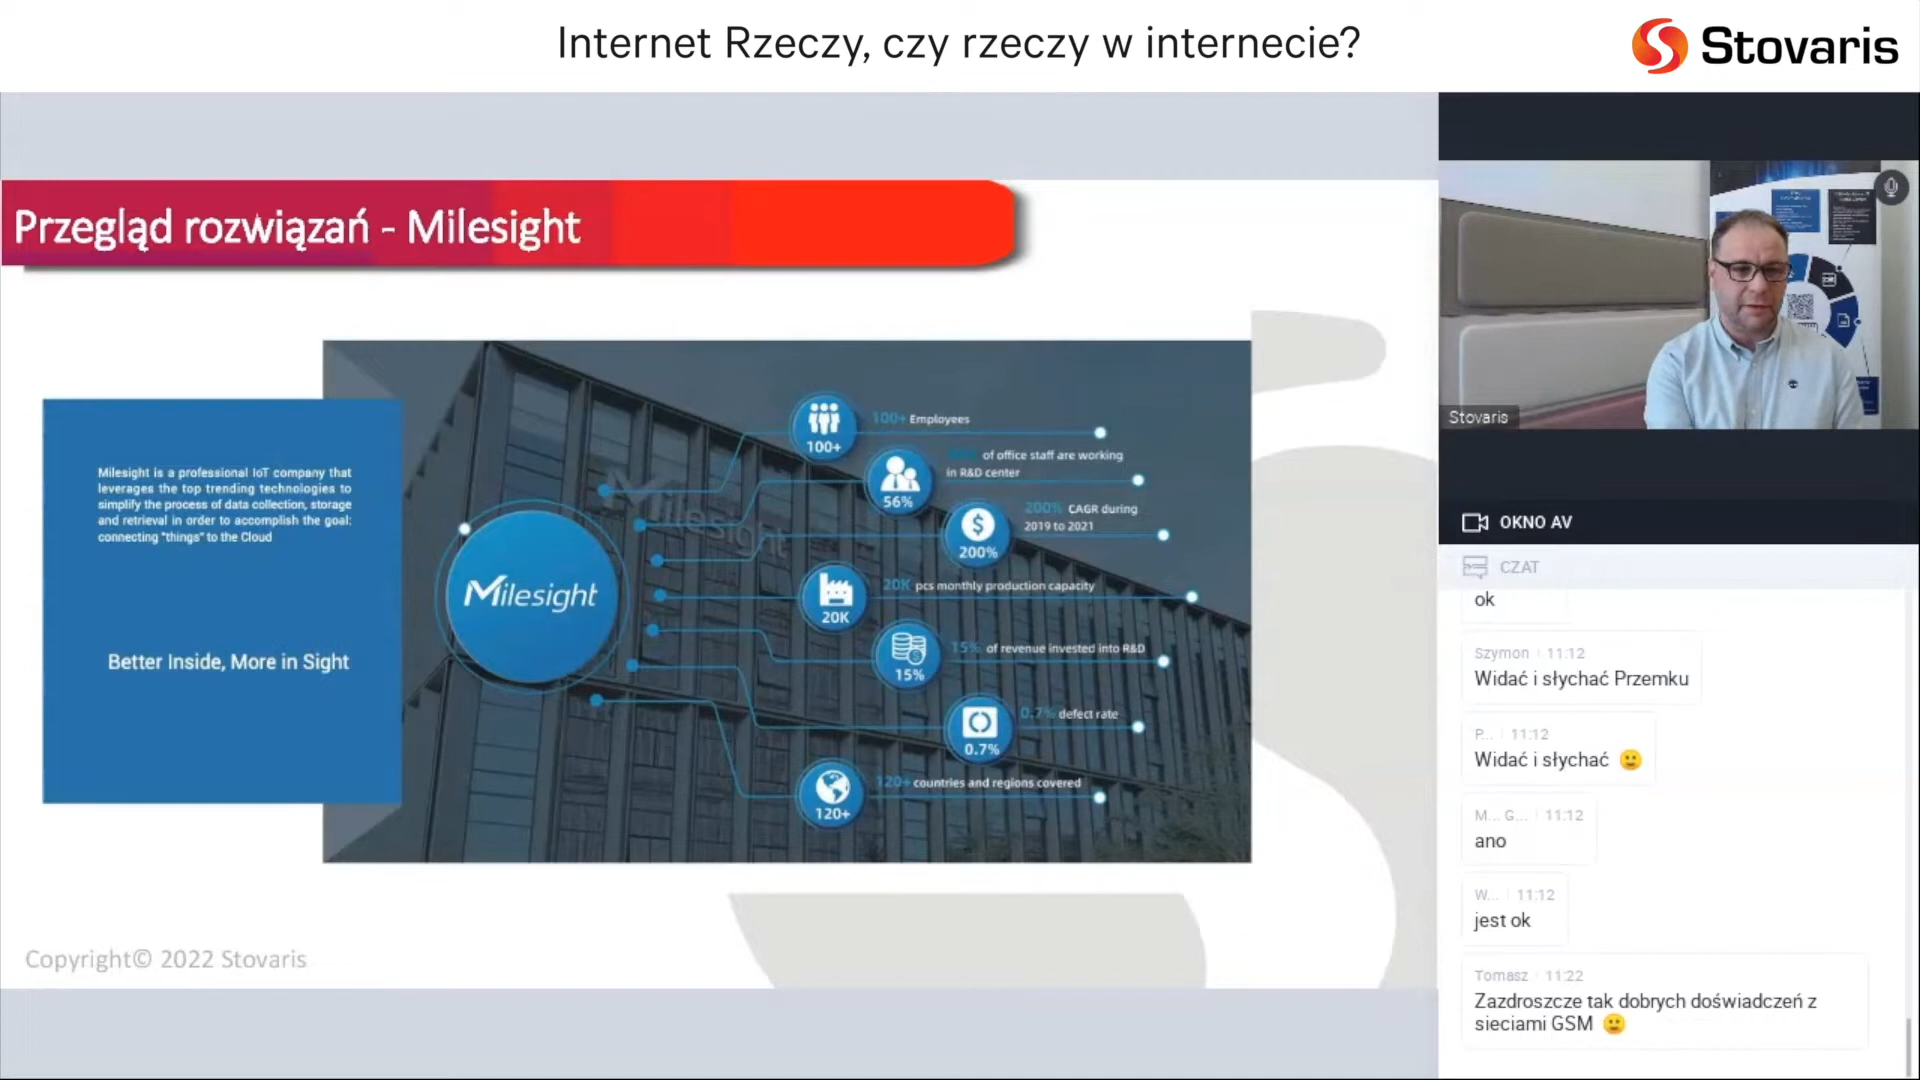 Internet Rzeczy, czy rzeczy w internecie?
Stovaris
Przegląd rozwiązań - Milesight
Milesight is a professional IoT company that
leverages the top trending technologies to
simplify the process of data collection, storage
and retrieval in order to accomplish the goal:
connecting "things" to the Cloud
Better Inside, More in Sight
Milesight
Milesight
100+
100+ Employees
56%
of office staff are working
in R&D center
200%
200% CAGR during
2019 to 2021
20K
20K pcs monthly production capacity
15%
15% of revenue invested into R&D
0.7%
0.7% defect rate
120+
120+ countries and regions covered
Copyright© 2022 Stovaris
Stovaris
OKNO AV
CZAT
ok
Szymon 11:12
Widać i słychać Przemku
P... 11:12
Widać i słychać 🙂
M... G... 11:12
ano
W... 11:12
jest ok
Tomasz 11:22
Zazdroszcze tak dobrych doświadczeń z
sieciami GSM 🙂